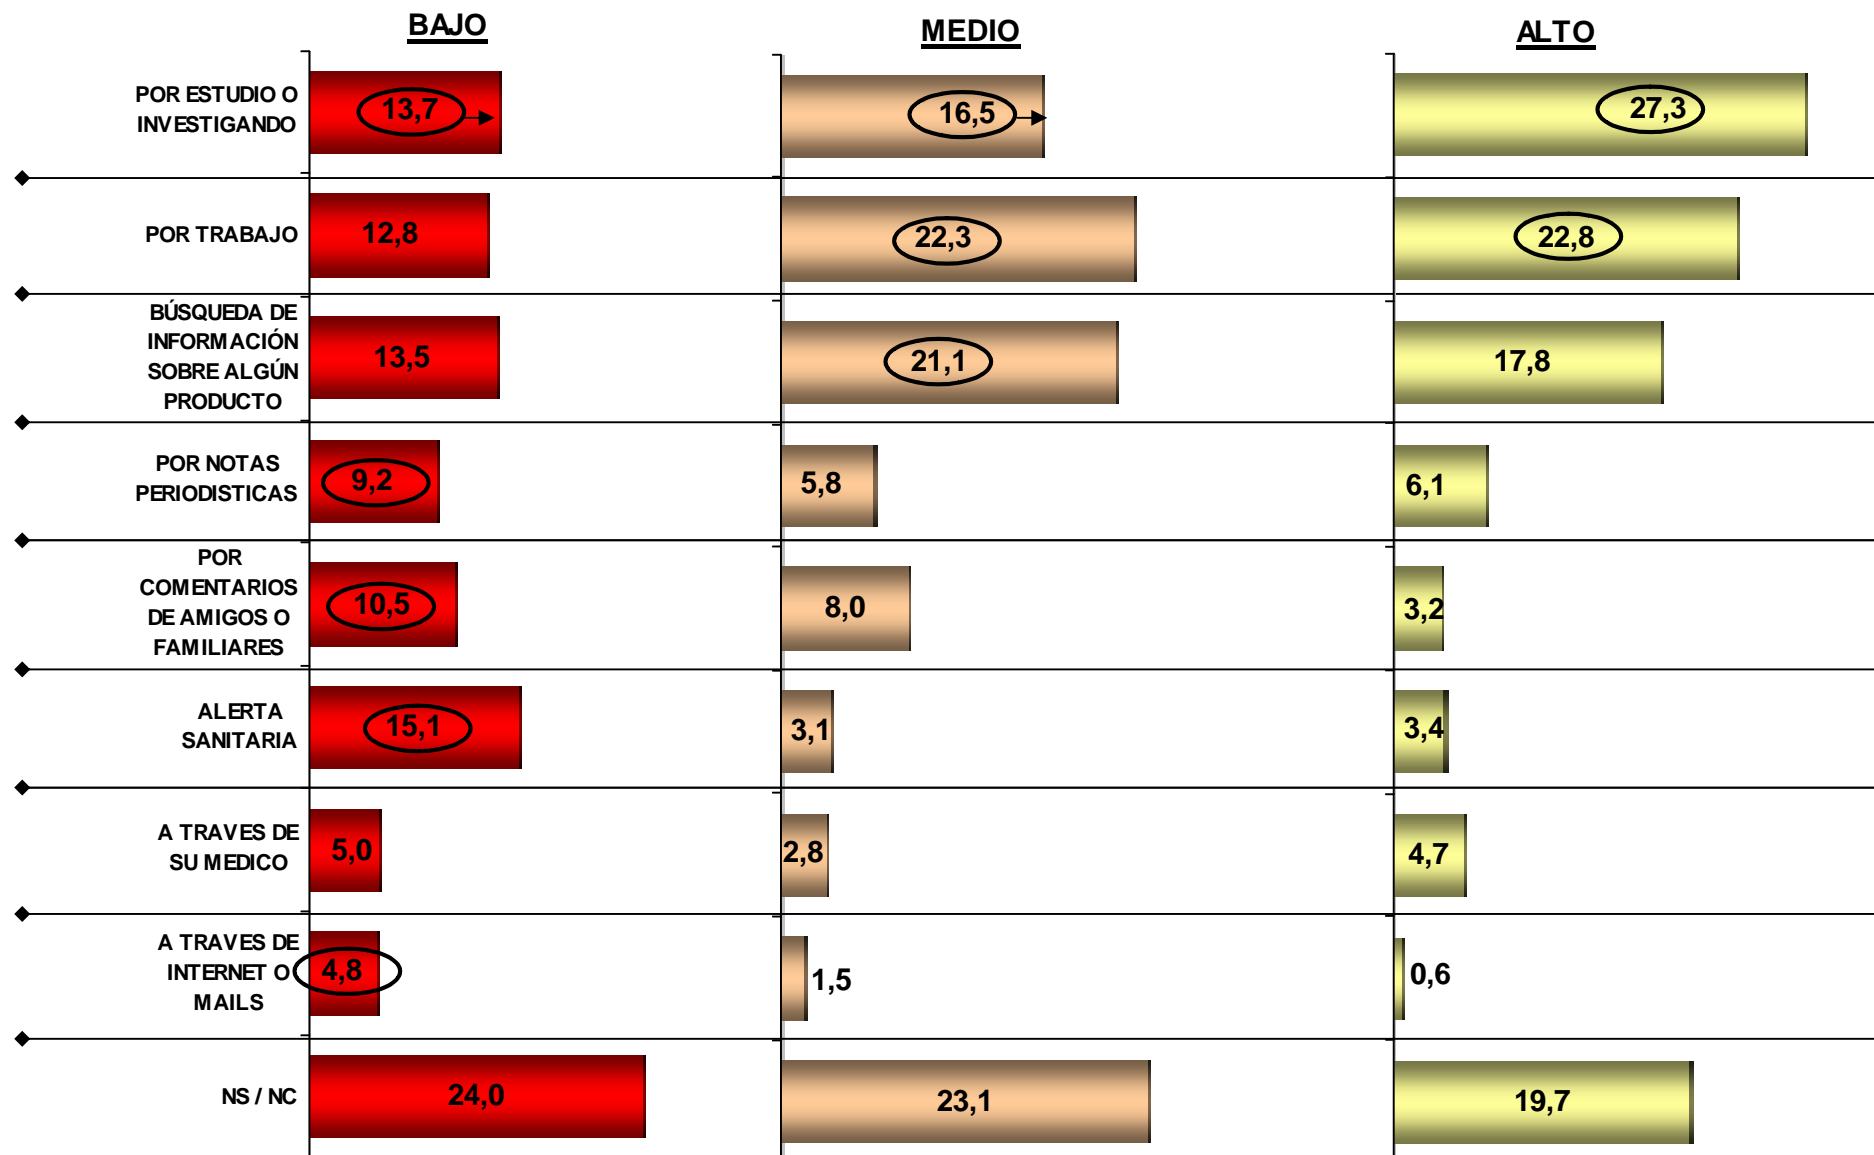 BAJO MEDIO ALTO
POR ESTUDIO O
INVESTIGANDO
13,7 16,5 27,3
POR TRABAJO
12,8 22,3 22,8
BÚSQUEDA DE
INFORMACIÓN
SOBRE ALGÚN
PRODUCTO
13,5 21,1 17,8
POR NOTAS
PERIODISTICAS
9,2 5,8 6,1
POR
COMENTARIOS
DE AMIGOS O
FAMILIARES
10,5 8,0 3,2
ALERTA
SANITARIA
15,1 3,1 3,4
A TRAVES DE
SU MEDICO
5,0 2,8 4,7
A TRAVES DE
INTERNET O
MAILS
4,8 1,5 0,6
NS / NC
24,0 23,1 19,7